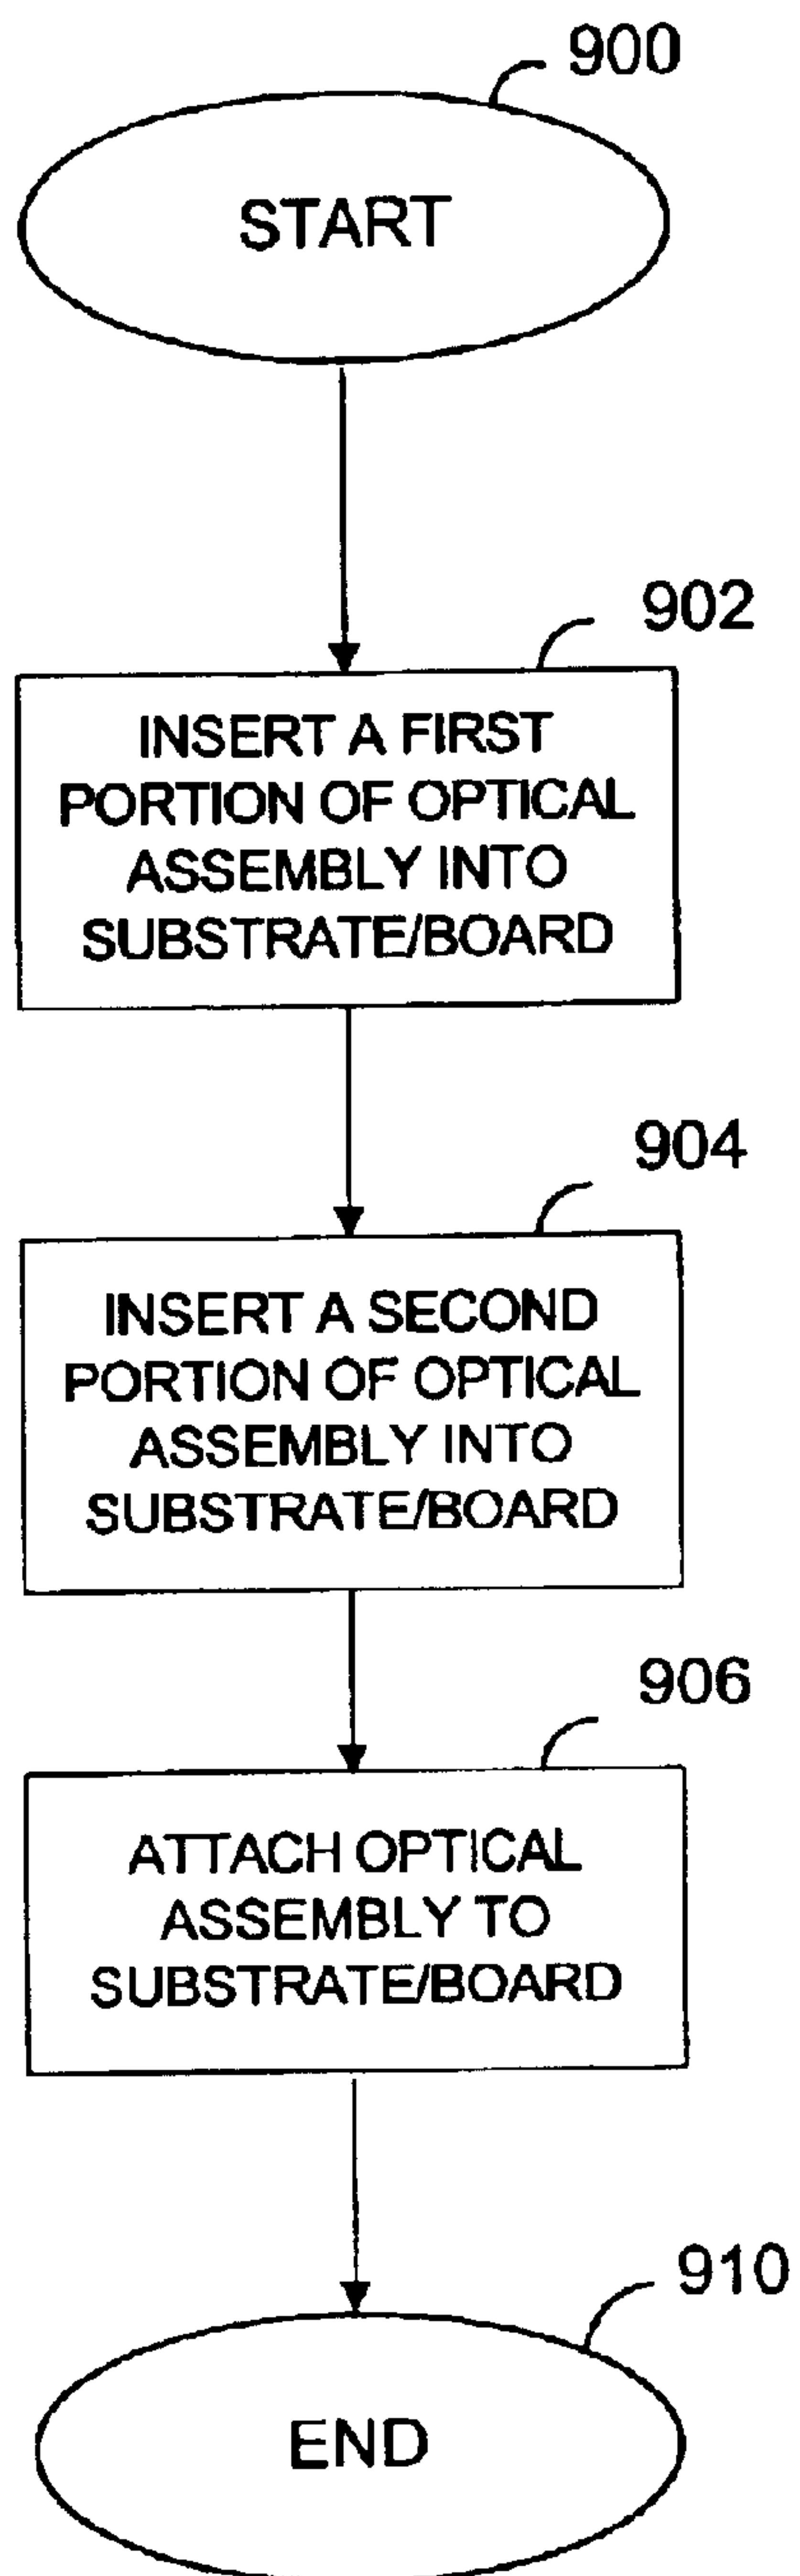 900
START
902
INSERT A FIRST
PORTION OF OPTICAL
ASSEMBLY INTO
SUBSTRATE/BOARD
904
INSERT A SECOND
PORTION OF OPTICAL
ASSEMBLY INTO
SUBSTRATE/BOARD
906
ATTACH OPTICAL
ASSEMBLY TO
SUBSTRATE/BOARD
910
END